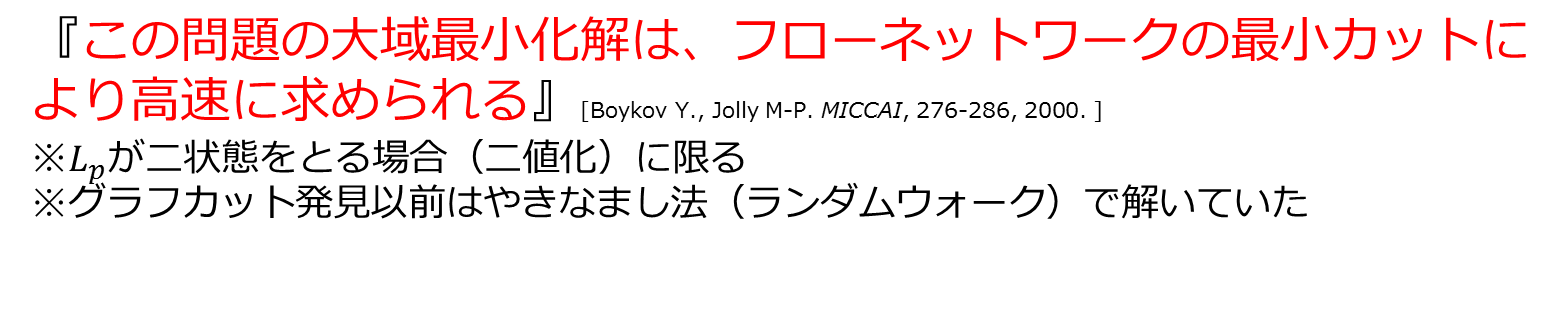 『この問題の大域最小化解は、フローネットワークの最小カットに
より高速に求められる』[Boykov Y., Jolly M-P. MICCAI, 276-286, 2000. ]
※Lpが二状態をとる場合（二値化）に限る
※グラフカット発見以前はやきなまし法（ランダムウォーク）で解いていた